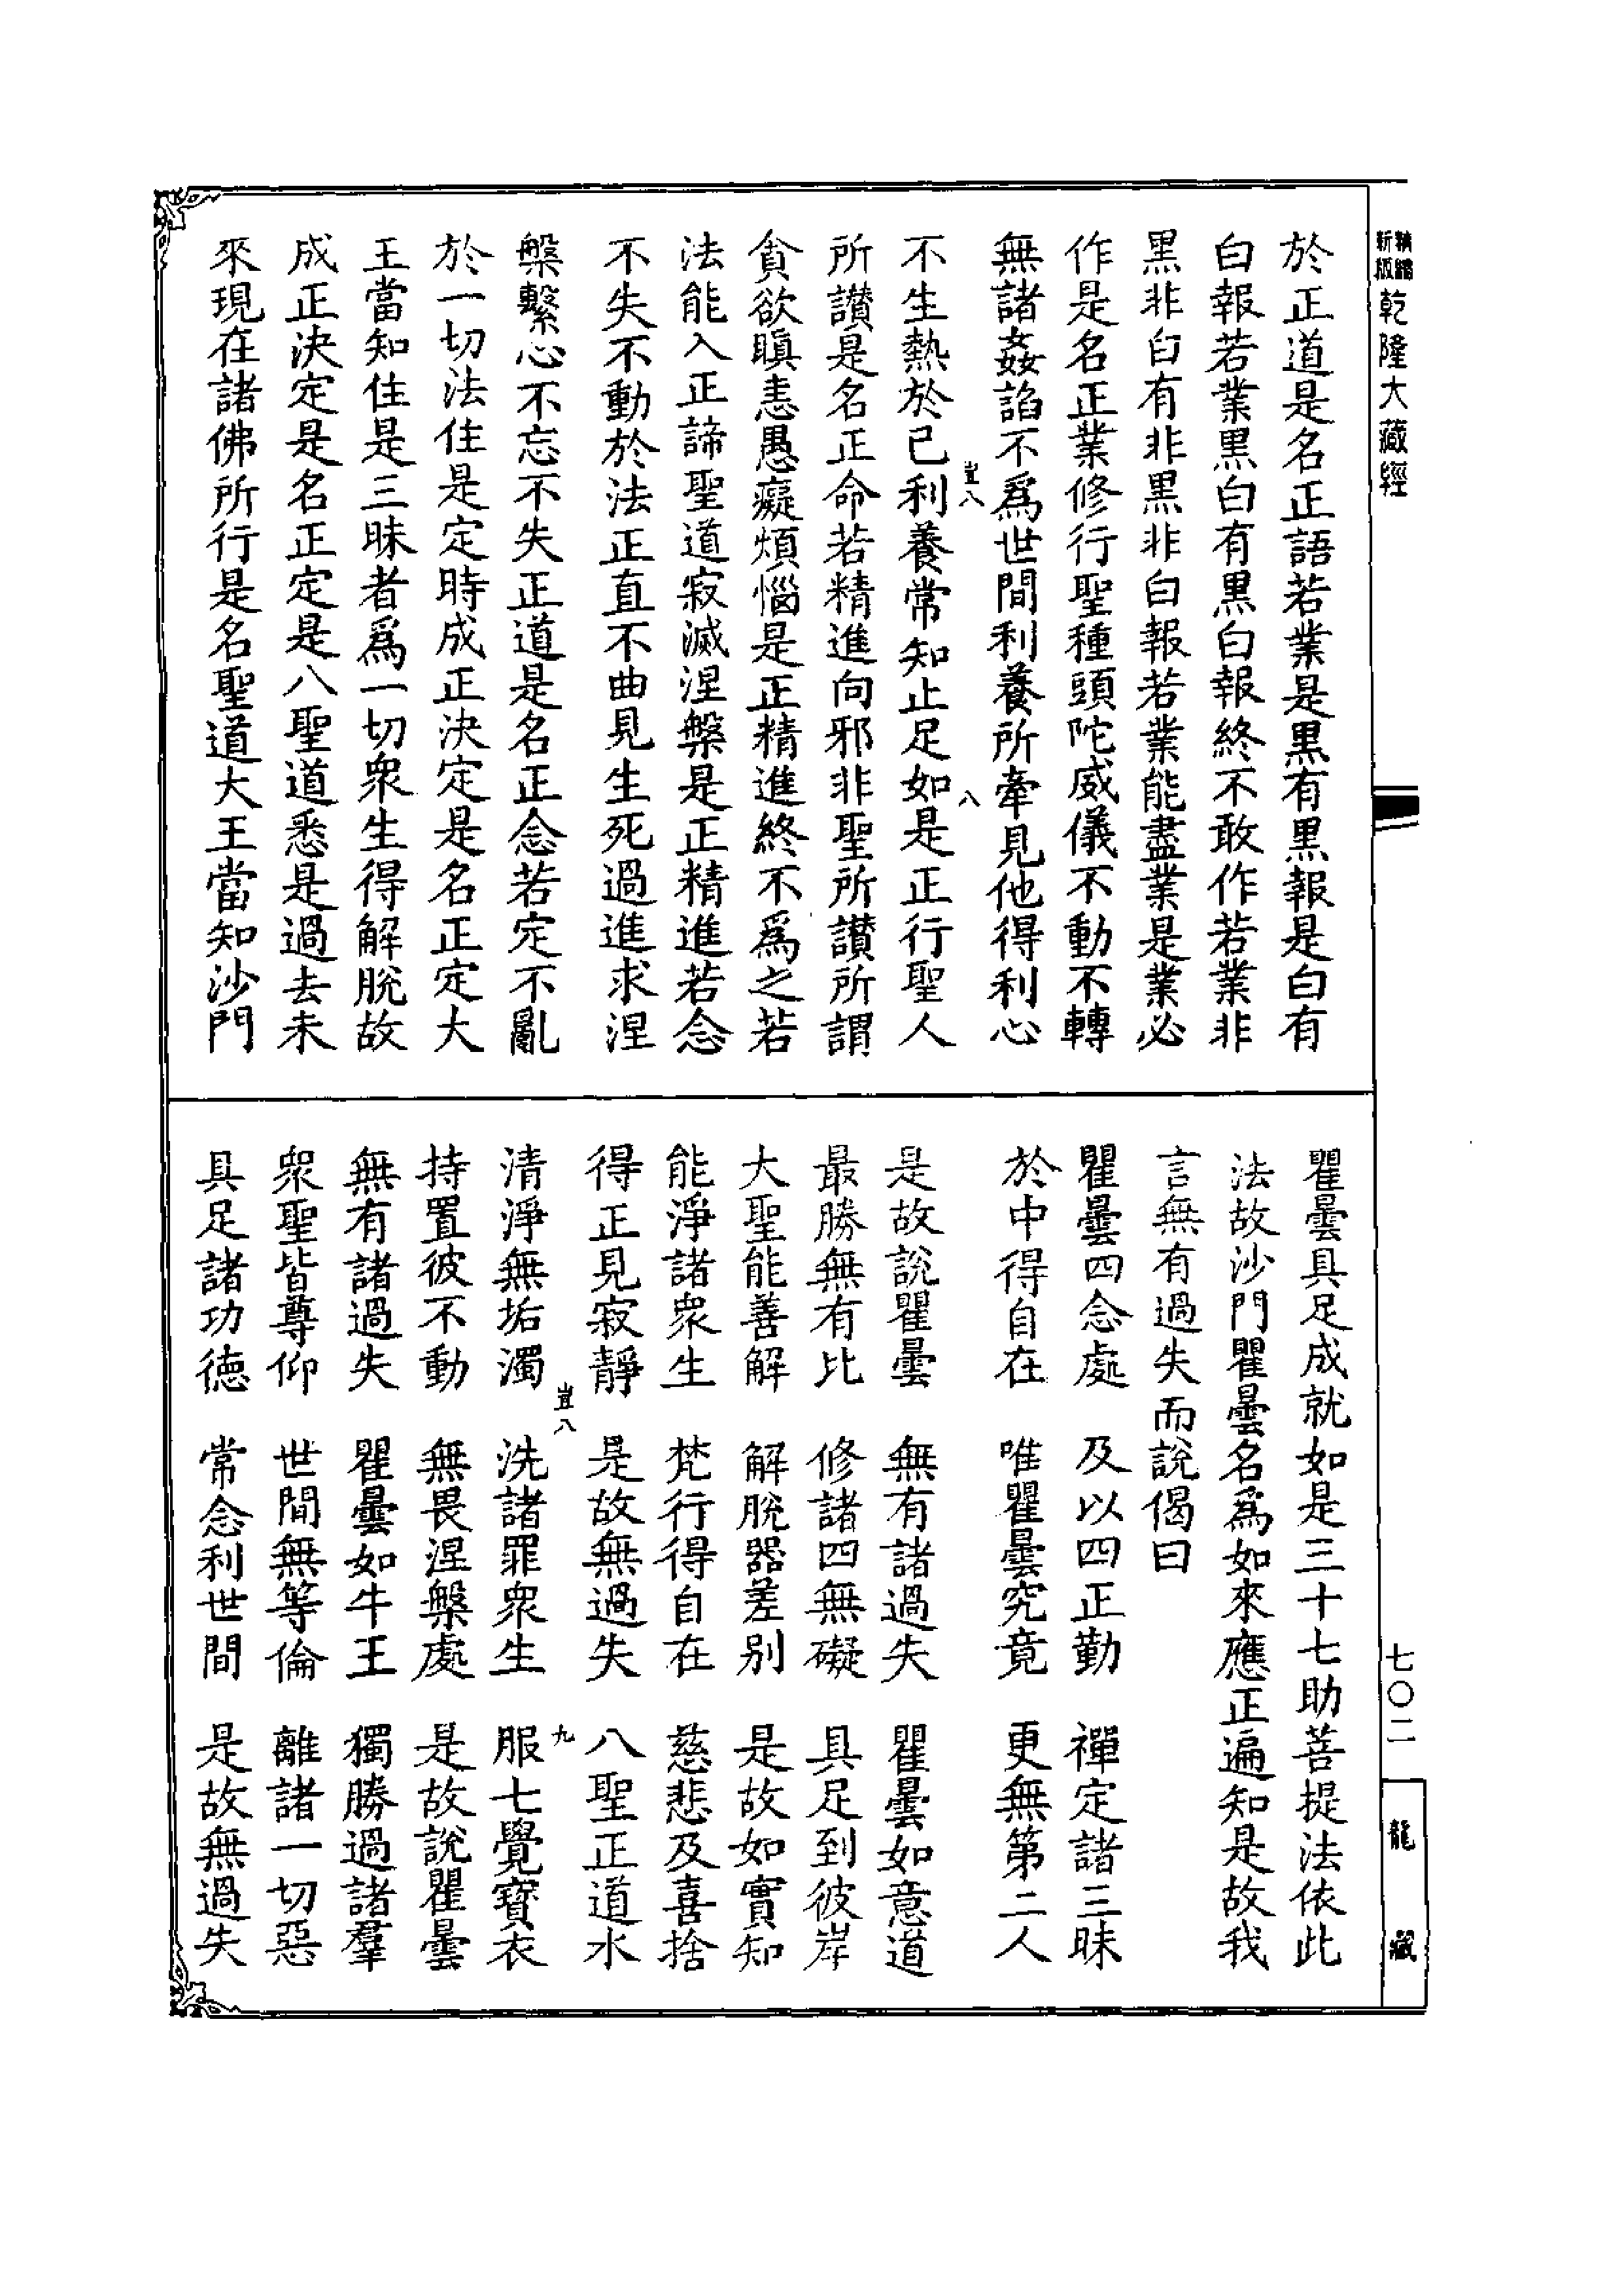 精縮新版乾隆大藏經
於正道是名正語若業是黑有黑報是白有
白報若業黑白有黑白報終不敢作若業非
黑非白有非黑非白報若業能盡業是業必
作是名正業修行聖種頭陀威儀不動不轉
無諸姦諂不爲世間利養所牽見他得利心
豈八 八
不生熱於已利養常知止足如是正行聖人
所讃是名正命若精進向邪非聖所讃所謂
貪欲瞋恚愚癡煩惱是正精進終不爲之若
法能入正諦聖道寂滅涅槃是正精進若念
不失不動於法正直不曲見生死過進求涅
槃繫心不忘不失正道是名正念若定不亂
於一切法住是定時成正決定是名正定大
王當知住是三昧者爲一切衆生得解脫故
成正決定是名正定是八聖道悉是過去未
來現在諸佛所行是名聖道大王當知沙門
瞿曇具足成就如是三十七助菩提法依此
法故沙門瞿曇名爲如來應正遍知是故我
言無有過失而說偈曰
瞿曇四念處 及以四正勤 禪定諸三昧
於中得自在 唯瞿曇究竟 更無第二人
是故說瞿曇 無有諸過失 瞿曇如意道
最勝無有比 修諸四無礙 具足到彼岸
大聖能善解 解脫器差別 是故如實知
能淨諸衆生 梵行得自在 慈悲及喜捨
得正見寂靜 是故無過失 八聖正道水
豈八 九
清淨無垢濁 洗諸罪衆生 服七覺寶衣
持置彼不動 無畏涅槃處 是故說瞿曇
無有諸過失 瞿曇如牛王 獨勝過諸羣
衆聖皆尊仰 世間無等倫 離諸一切惡
具足諸功德 常念利世間 是故無過失
七〇二
龍藏